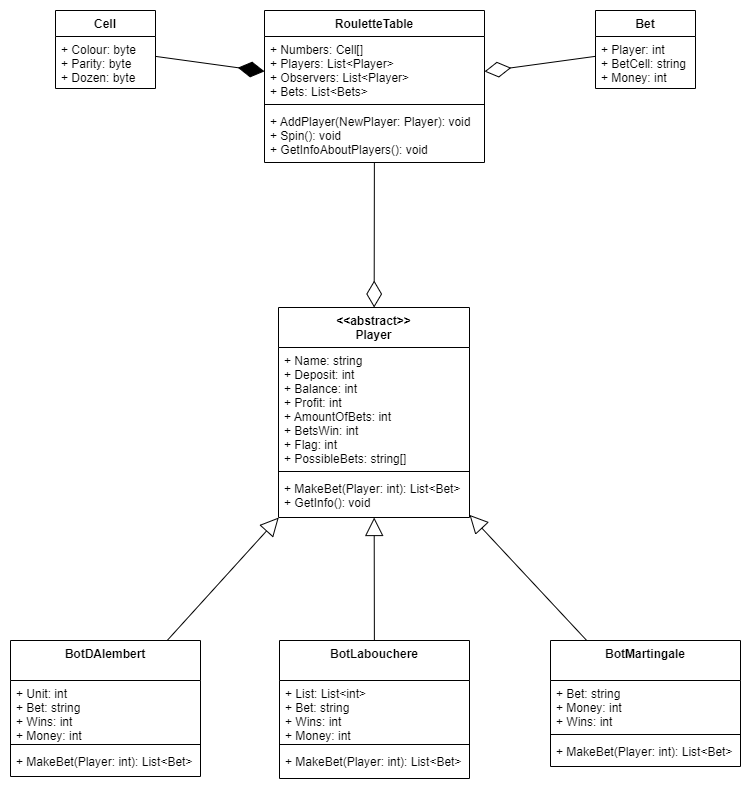 Cell
+ Colour: byte
+ Parity: byte
+ Dozen: byte
RouletteTable
+ Numbers: Cell[]
+ Players: List<Player>
+ Observers: List<Player>
+ Bets: List<Bets>
+ AddPlayer(NewPlayer: Player): void
+ Spin(): void
+ GetInfoAboutPlayers(): void
Bet
+ Player: int
+ BetCell: string
+ Money: int
<<abstract>>
Player
+ Name: string
+ Deposit: int
+ Balance: int
+ Profit: int
+ AmountOfBets: int
+ BetsWin: int
+ Flag: int
+ PossibleBets: string[]
+ MakeBet(Player: int): List<Bet>
+ GetInfo(): void
BotDAlembert
+ Unit: int
+ Bet: string
+ Wins: int
+ Money: int
+ MakeBet(Player: int): List<Bet>
BotLabouchere
+ List: List<int>
+ Bet: string
+ Wins: int
+ Money: int
+ MakeBet(Player: int): List<Bet>
BotMartingale
+ Bet: string
+ Money: int
+ Wins: int
+ MakeBet(Player: int): List<Bet>